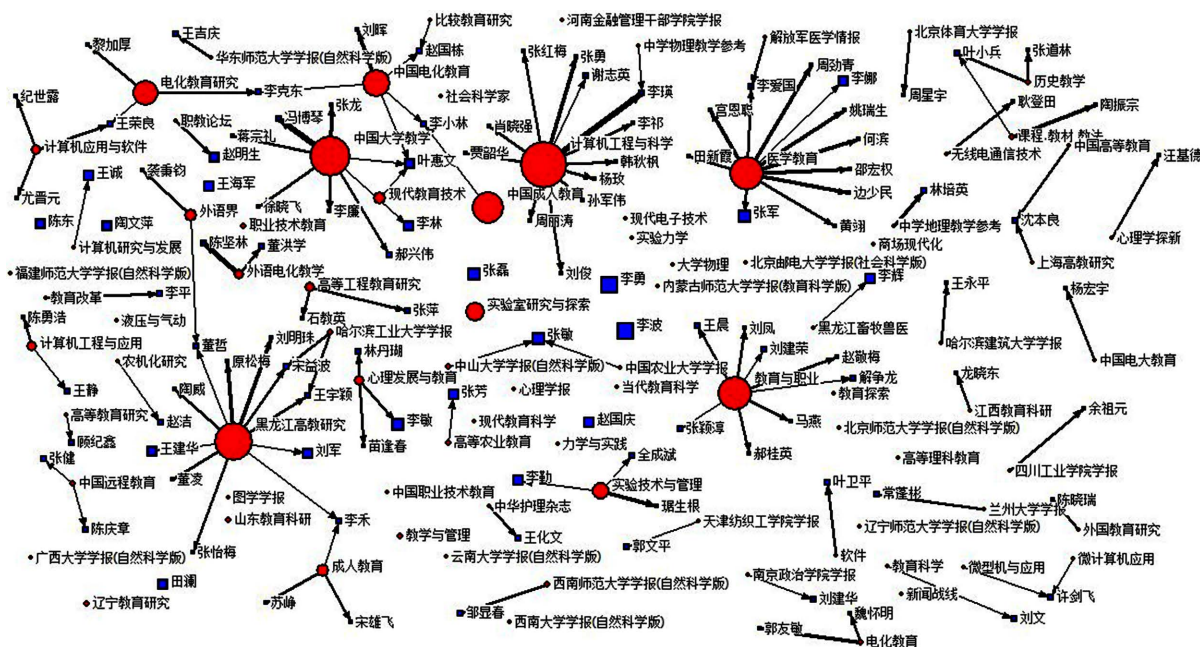 黎加厚
王吉庆
刘晖
比较教育研究
河南金融管理干部学院学报
解放军医学情报
北京体育大学学报
赵国栋
张红梅
张勇
中学物理教学参考
叶小兵
张道林
华东师范大学学报(自然科学版)
谢志英
周劲青
李娜
历史教学
中国电化教育
李爱国
纪世露
电化教育研究
李克东
社会科学家
李瑛
周星宇
耿登田
陶振宗
张龙
宫恩聪
姚瑞生
王荣良
职教论坛
冯博琴
李小林
肖晓强
计算机工程与科学
李祁
何滨
课程.教材.教法
中国高等教育
蒋宗礼
中国大学教学
计算机应用与软件
赵明生
叶惠文
贾韶华
韩秋枫
田新霞
医学教育
邵宏权
无线电通信技术
汪基德
王诚
袭重钧
王海军
现代教育技术
中国成人教育
杨玫
边少民
林培英
尤晋元
徐晓飞
李廉
孙军伟
陈东
陶文萍
外语界
李林
周丽涛
现代电子技术
张军
黄翊
中学地理教学参考
沈本良
职业技术教育
实验力学
商场现代化
心理学探新
计算机研究与发展
陈坚林
董洪学
郝兴伟
大学物理
北京邮电大学学报(社会科学版)
上海高教研究
福建师范大学学报(自然科学版)
外语电化教学
张磊
刘俊
李勇
内蒙古师范大学学报(教育科学版)
李辉
教育改革
李平
高等工程教育研究
王永平
杨宏宇
张萍
实验室研究与探索
陈勇浩
液压与气动
石教英
哈尔滨工业大学学报
李波
王晨
刘凤
黑龙江畜牧兽医
计算机工程与应用
董哲
刘明珠
林丹瑚
张敏
刘建荣
哈尔滨建筑大学学报
农机化研究
原松梅
宋益波
中山大学学报(自然科学版)
中国农业大学学报
赵敬梅
中国电大教育
王静
陶威
心理发展与教育
张芳
心理学报
当代教育科学
教育与职业
解争龙
龙晓东
王宇颖
教育探索
高等教育研究
赵洁
黑龙江高教研究
李敏
现代教育科学
赵国庆
张颖淳
马燕
江西教育科研
余祖元
顾纪鑫
北京师范大学学报(自然科学)
王建华
刘军
苗逢春
高等农业教育
力学与实践
郝桂英
张健
全成斌
高等理科教育
四川工业学院学报
中国远程教育
董凌
李勤
实验技术与管理
叶卫平
常蓬彬
陈晓瑞
图学学报
中国职业技术教育
琚生根
兰州大学学报
陈庆章
山东教育科研
李禾
中华护理杂志
天津纺织工学院学报
辽宁师范大学学报(自然科学版)
外国教育研究
教学与管理
王化文
郭文平
广西大学学报(自然科学版)
张怡梅
云南大学学报(自然科学版)
软件
田澜
成人教育
南京政治学院学报
教育科学
微型机与应用
微计算机应用
西南师范大学学报(自然科学版)
辽宁教育研究
苏峥
邹显春
刘建华
新闻战线
许剑飞
宋雄飞
西南大学学报(自然科学版)
魏怀明
刘文
郭友敏
电化教育